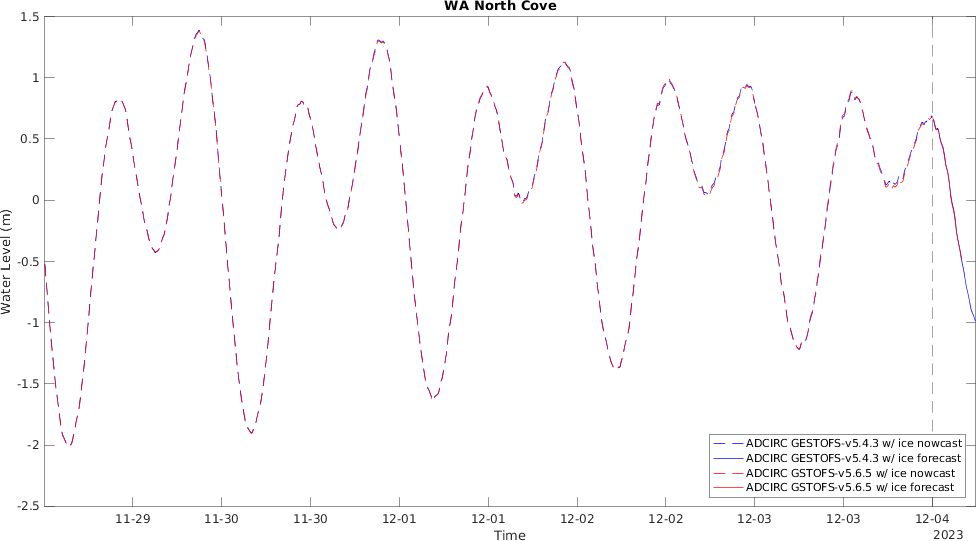 WA North Cove
1.5
1
0.5
0
-0.5
-1
-1.5
-2
-2.5
Water Level (m)
ADCIRC GESTOFS-v5.4.3 w/ ice nowcast
ADCIRC GESTOFS-v5.4.3 w/ ice forecast
ADCIRC GSTOFS-v5.6.5 w/ ice nowcast
ADCIRC GSTOFS-v5.6.5 w/ ice forecast
11-29 11-30 11-30 12-01 12-01 12-02 12-02 12-03 12-03 12-04
Time
2023